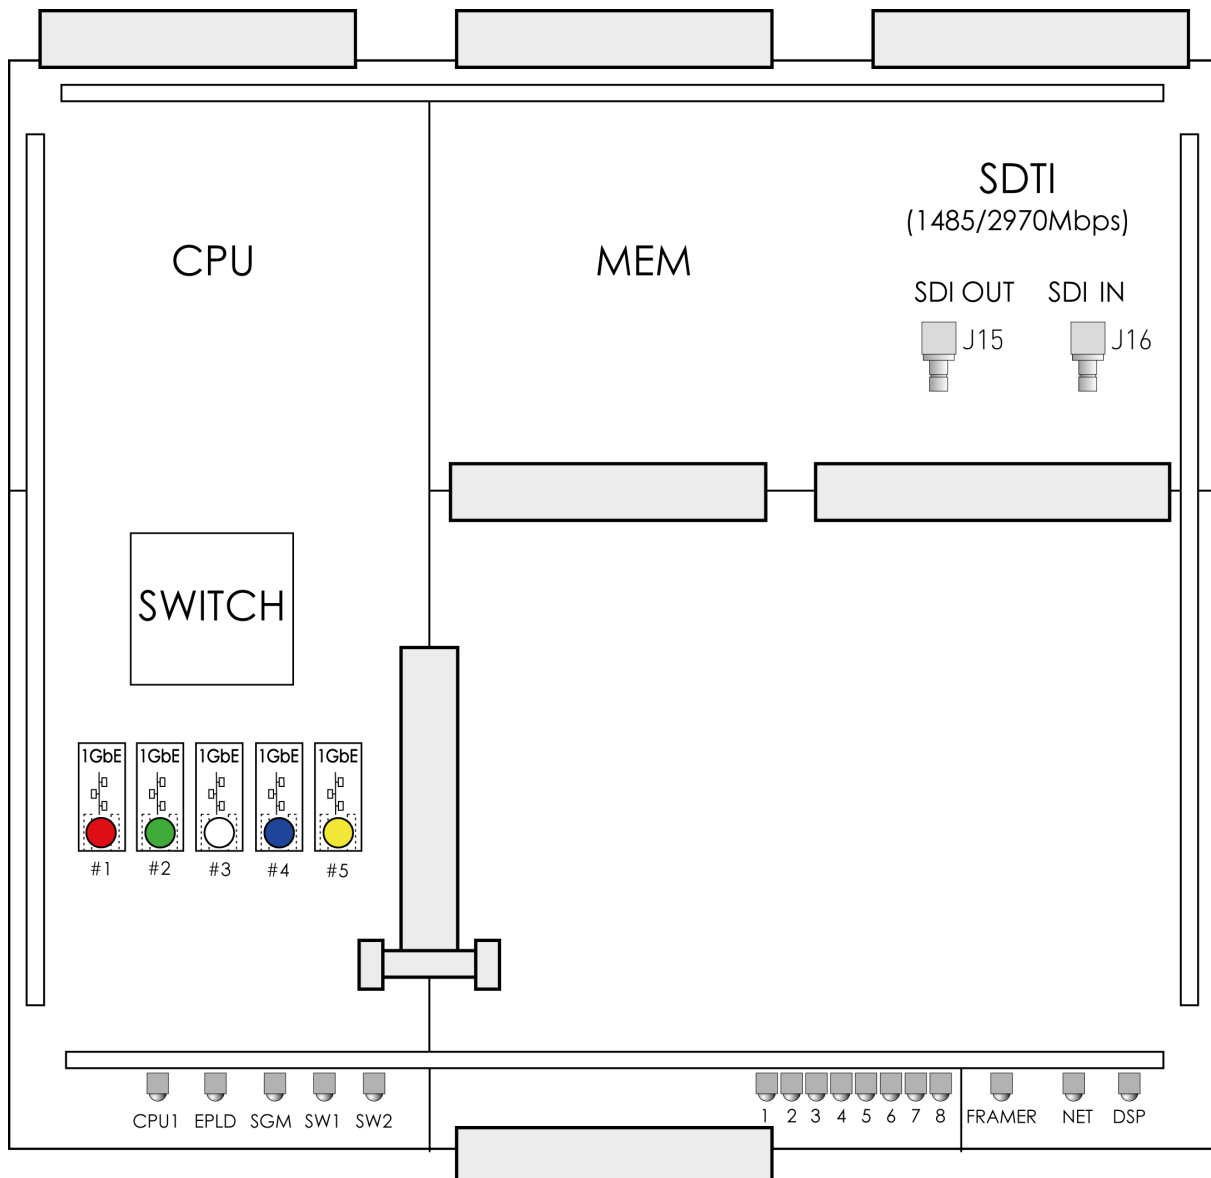 SDTI
(1485/2970Mbps)
CPU
MEM
SDI OUT SDI IN
J15 J16
SWITCH
1GbE 1GbE 1GbE 1GbE 1GbE
#1 #2 #3 #4 #5
CPU1 EPLD SGM SW1 SW2 1 2 3 4 5 6 7 8 FRAMER NET DSP